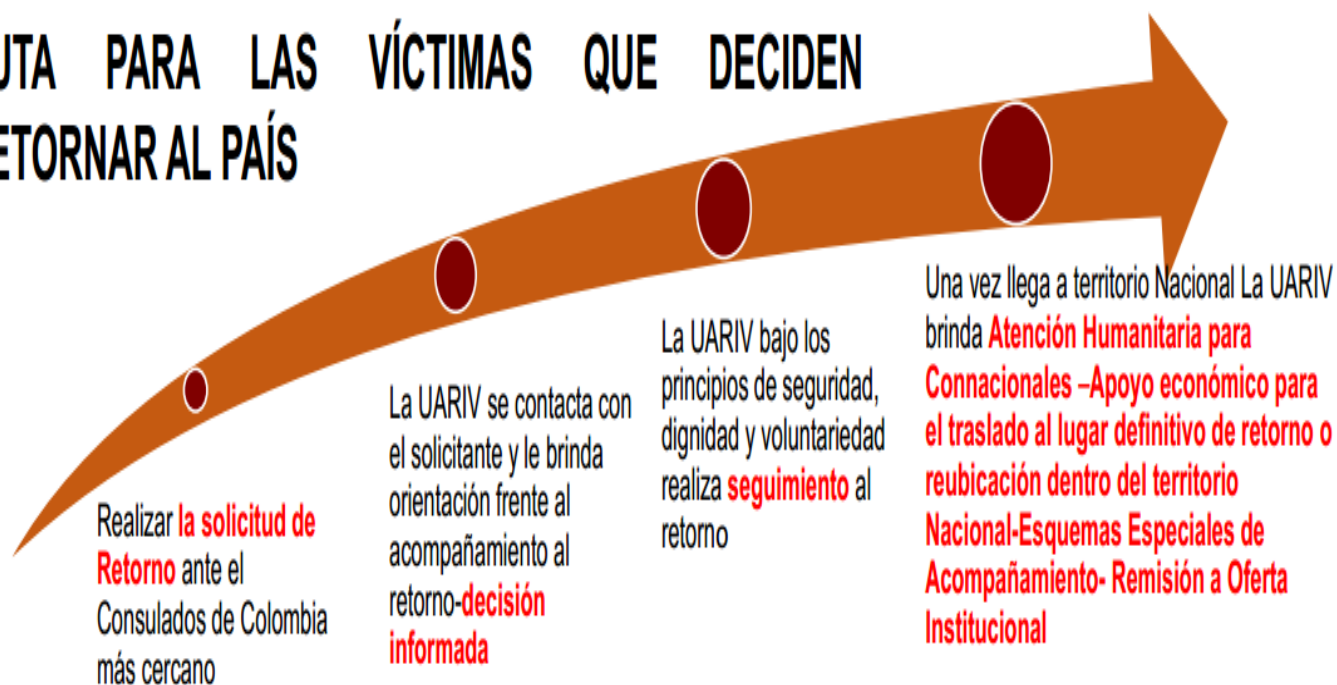 UTA PARA LAS VÍCTIMAS QUE DECIDEN
ETORNAR AL PAÍS
Realizar la solicitud de
Retorno ante el
Consulados de Colombia
más cercano
La UARIV se contacta con
el solicitante y le brinda
orientación frente al
acompañamiento al
retorno-decisión
informada
La UARIV bajo los
principios de seguridad,
dignidad y voluntariedad
realiza seguimiento al
retorno
Una vez llega a territorio Nacional La UARIV
brinda Atención Humanitaria para
Connacionales –Apoyo económico para
el traslado al lugar definitivo de retorno o
reubicación dentro del territorio
Nacional-Esquemas Especiales de
Acompañamiento- Remisión a Oferta
Institucional